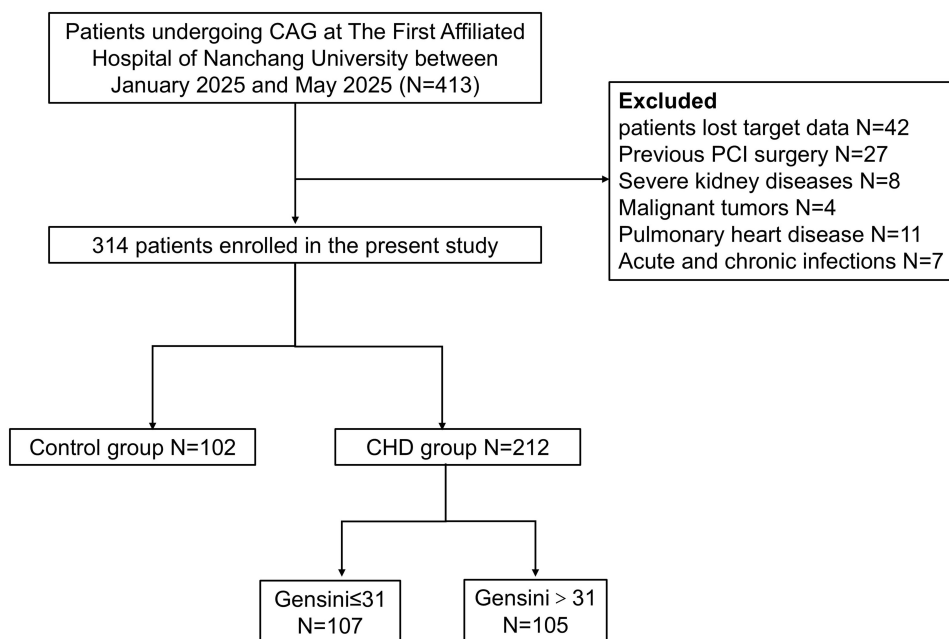 Patients undergoing CAG at The First Affiliated
Hospital of Nanchang University between
January 2025 and May 2025 (N=413)
Excluded
patients lost target data N=42
Previous PCI surgery N=27
Severe kidney diseases N=8
Malignant tumors N=4
Pulmonary heart disease N=11
Acute and chronic infections N=7
314 patients enrolled in the present study
Control group N=102
CHD group N=212
Gensini≤31
N=107
Gensini＞31
N=105